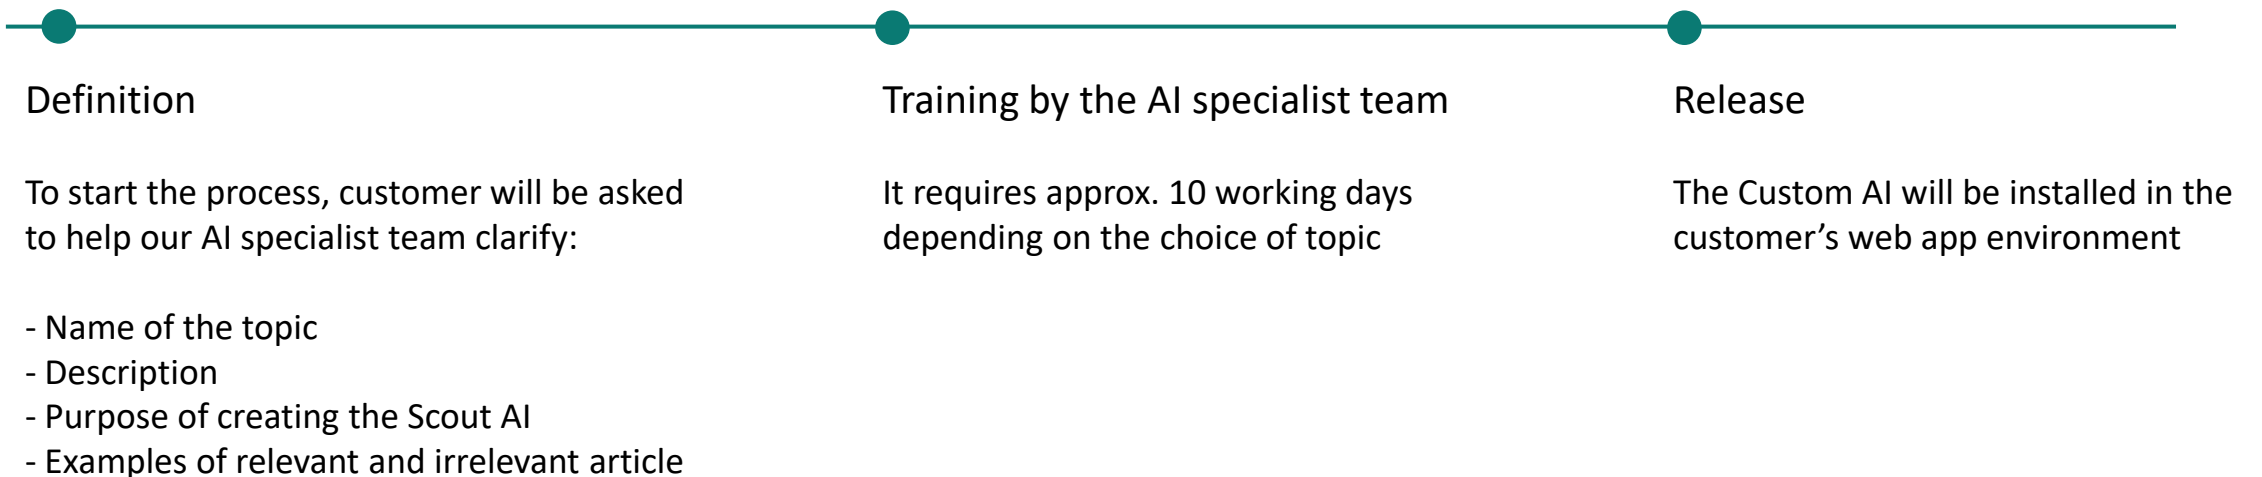 Definition
To start the process, customer will be asked
to help our AI specialist team clarify:
- Name of the topic
- Description
- Purpose of creating the Scout AI
- Examples of relevant and irrelevant article
Training by the AI specialist team
It requires approx. 10 working days
depending on the choice of topic
Release
The Custom AI will be installed in the
customer’s web app environment